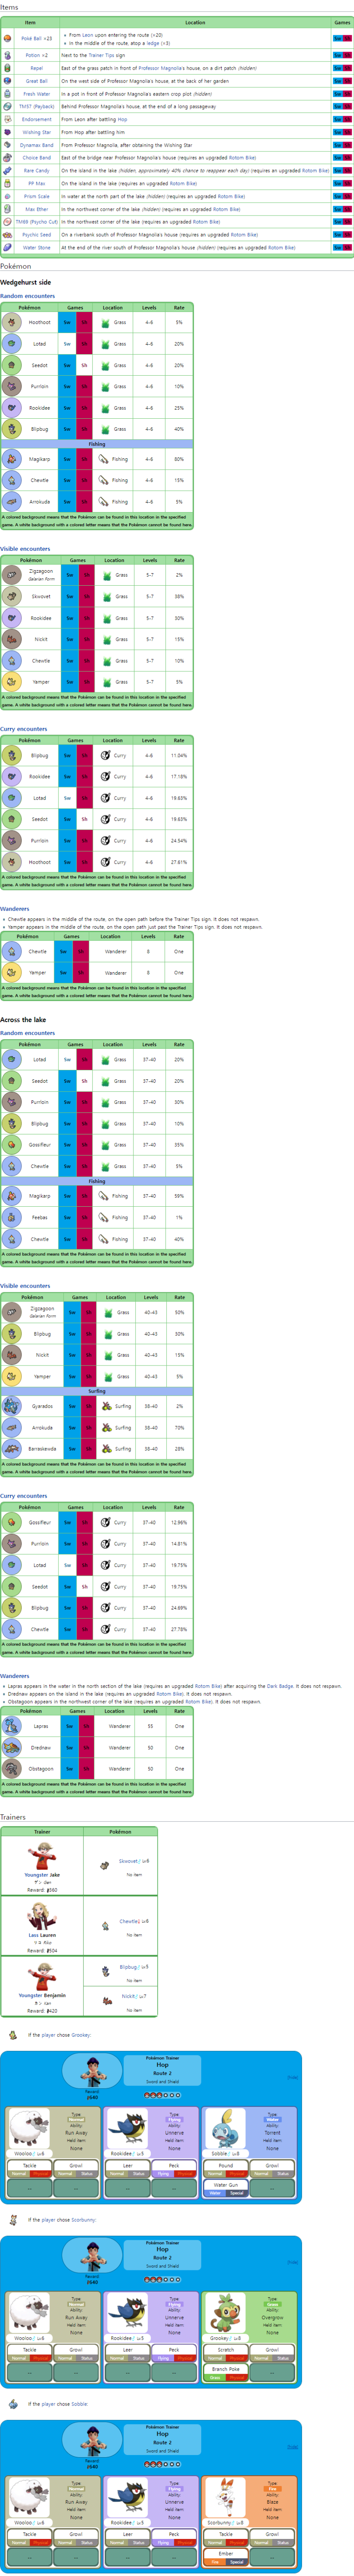 Items
Item Location Games
Poké Ball ×23 • From Leon upon entering the route (×20) Sw Sh
• In the middle of the route, atop a ledge (×3)
Potion ×2 Next to the Trainer Tips sign Sw Sh
Repel East of the grass patch in front of Professor Magnolia's house, on a dirt patch (hidden) Sw Sh
Great Ball On the west side of Professor Magnolia's house, at the back of her garden Sw Sh
Fresh Water In a pot in front of Professor Magnolia's eastern crop plot (hidden) Sw Sh
TM57 (Payback) Behind Professor Magnolia's house, at the end of a long passageway Sw Sh
Endorsement From Leon after battling Hop Sw Sh
Wishing Star From Hop after battling him Sw Sh
Dynamax Band From Professor Magnolia, after obtaining the Wishing Star Sw Sh
Choice Band East of the bridge near Professor Magnolia's house (requires an upgraded Rotom Bike) Sw Sh
Rare Candy On the island in the lake (hidden; approximately 40% chance to reappear each day) (requires an upgraded Rotom Bike) Sw Sh
PP Max On the island in the lake (requires an upgraded Rotom Bike) Sw Sh
Prism Scale In water at the north part of the lake (hidden) (requires an upgraded Rotom Bike) Sw Sh
Max Ether In the northwest corner of the lake (hidden) (requires an upgraded Rotom Bike) Sw Sh
TM69 (Psycho Cut) In the northwest corner of the lake (requires an upgraded Rotom Bike) Sw Sh
Psychic Seed On a riverbank south of Professor Magnolia's house (requires an upgraded Rotom Bike) Sw Sh
Water Stone At the end of the river south of Professor Magnolia's house (hidden) (requires an upgraded Rotom Bike) Sw Sh
Pokémon
Wedgehurst side
Random encounters
Pokémon Games Location Levels Rate
Hoothoot Sw Sh Grass 4-6 5%
Lotad Sw Sh Grass 4-6 20%
Seedot Sw Sh Grass 4-6 20%
Purrloin Sw Sh Grass 4-6 10%
Rookidee Sw Sh Grass 4-6 25%
Blipbug Sw Sh Grass 4-6 40%
Fishing
Magikarp Sw Sh Fishing 4-6 80%
Chewtle Sw Sh Fishing 4-6 15%
Arrokuda Sw Sh Fishing 4-6 5%
A colored background means that the Pokémon can be found in this location in the specified
game. A white background with a colored letter means that the Pokémon cannot be found here.
Visible encounters
Pokémon Games Location Levels Rate
Zigzagoon Sw Sh Grass 5-7 2%
Galarian Form
Skwovet Sw Sh Grass 5-7 38%
Rookidee Sw Sh Grass 5-7 30%
Nickit Sw Sh Grass 5-7 15%
Chewtle Sw Sh Grass 5-7 10%
Yamper Sw Sh Grass 5-7 5%
A colored background means that the Pokémon can be found in this location in the specified
game. A white background with a colored letter means that the Pokémon cannot be found here.
Curry encounters
Pokémon Games Location Levels Rate
Blipbug Sw Sh Curry 4-6 11.04%
Rookidee Sw Sh Curry 4-6 17.18%
Lotad Sw Sh Curry 4-6 19.63%
Seedot Sw Sh Curry 4-6 19.63%
Purrloin Sw Sh Curry 4-6 24.54%
Hoothoot Sw Sh Curry 4-6 27.61%
A colored background means that the Pokémon can be found in this location in the specified
game. A white background with a colored letter means that the Pokémon cannot be found here.
Wanderers
• Chewtle appears in the middle of the route, on the open path before the Trainer Tips sign. It does not respawn.
• Yamper appears in the middle of the route, on the open path just past the Trainer Tips sign. It does not respawn.
Pokémon Games Location Levels Rate
Chewtle Sw Sh Wanderer 8 One
Yamper Sw Sh Wanderer 8 One
A colored background means that the Pokémon can be found in this location in the specified
game. A white background with a colored letter means that the Pokémon cannot be found here.
Across the lake
Random encounters
Pokémon Games Location Levels Rate
Lotad Sw Sh Grass 37-40 20%
Seedot Sw Sh Grass 37-40 20%
Purrloin Sw Sh Grass 37-40 30%
Blipbug Sw Sh Grass 37-40 10%
Gossifleur Sw Sh Grass 37-40 35%
Chewtle Sw Sh Grass 37-40 5%
Fishing
Magikarp Sw Sh Fishing 37-40 59%
Feebas Sw Sh Fishing 37-40 1%
Chewtle Sw Sh Fishing 37-40 40%
A colored background means that the Pokémon can be found in this location in the specified
game. A white background with a colored letter means that the Pokémon cannot be found here.
Visible encounters
Pokémon Games Location Levels Rate
Zigzagoon Sw Sh Grass 40-43 50%
Galarian Form
Blipbug Sw Sh Grass 40-43 30%
Nickit Sw Sh Grass 40-43 15%
Yamper Sw Sh Grass 40-43 5%
Surfing
Gyarados Sw Sh Surfing 38-40 2%
Arrokuda Sw Sh Surfing 38-40 70%
Barraskewda Sw Sh Surfing 38-40 28%
A colored background means that the Pokémon can be found in this location in the specified
game. A white background with a colored letter means that the Pokémon cannot be found here.
Curry encounters
Pokémon Games Location Levels Rate
Gossifleur Sw Sh Curry 37-40 12.96%
Purrloin Sw Sh Curry 37-40 14.81%
Lotad Sw Sh Curry 37-40 19.75%
Seedot Sw Sh Curry 37-40 19.75%
Blipbug Sw Sh Curry 37-40 24.69%
Chewtle Sw Sh Curry 37-40 27.78%
A colored background means that the Pokémon can be found in this location in the specified
game. A white background with a colored letter means that the Pokémon cannot be found here.
Wanderers
• Lapras appears in the water in the north section of the lake (requires an upgraded Rotom Bike) after acquiring the Dark Badge. It does not respawn.
• Drednaw appears on the island in the lake (requires an upgraded Rotom Bike). It does not respawn.
• Obstagoon appears in the northwest corner of the lake (requires an upgraded Rotom Bike). It does not respawn.
Pokémon Games Location Levels Rate
Lapras Sw Sh Wanderer 55 One
Drednaw Sw Sh Wanderer 50 One
Obstagoon Sw Sh Wanderer 50 One
A colored background means that the Pokémon can be found in this location in the specified
game. A white background with a colored letter means that the Pokémon cannot be found here.
Trainers
Trainer Pokémon
Youngster Jake Skwovet♂ Lv.6
Reward: 560 No item
Lass Lauren Chewtle♀ Lv.6
Reward: 504 No item
Youngster Benjamin Blipbug♂ Lv.5
No item
Reward: 420 Nickit♂ Lv.7
No item
If the player chose Grookey:
Pokémon Trainer
Hop
Route 2
Sword and Shield
Reward:
640
Type: Normal Type: Flying Type: Water
Ability: Run Away Ability: Unnerve Ability: Torrent
Held item: None Held item: None Held item: None
Wooloo♂ Lv.6 Rookidee♂ Lv.5 Sobble♂ Lv.8
Tackle Growl Leer Peck Pound Growl
Normal Physical Normal Status Normal Status Flying Physical Normal Physical Normal Status
Water Gun
Water Special
If the player chose Scorbunny:
Pokémon Trainer
Hop
Route 2
Sword and Shield
Reward:
640
Type: Normal Type: Flying Type: Grass
Ability: Run Away Ability: Unnerve Ability: Overgrow
Held item: None Held item: None Held item: None
Wooloo♂ Lv.6 Rookidee♂ Lv.5 Grookey♂ Lv.8
Tackle Growl Leer Peck Scratch Growl
Normal Physical Normal Status Normal Status Flying Physical Normal Physical Normal Status
Branch Poke
Grass Physical
If the player chose Sobble:
Pokémon Trainer
Hop
Route 2
Sword and Shield
Reward:
640
Type: Normal Type: Flying Type: Fire
Ability: Run Away Ability: Unnerve Ability: Blaze
Held item: None Held item: None Held item: None
Wooloo♂ Lv.6 Rookidee♂ Lv.5 Scorbunny♂ Lv.8
Tackle Growl Leer Peck Tackle Growl
Normal Physical Normal Status Normal Status Flying Physical Normal Physical Normal Status
Ember
Fire Special